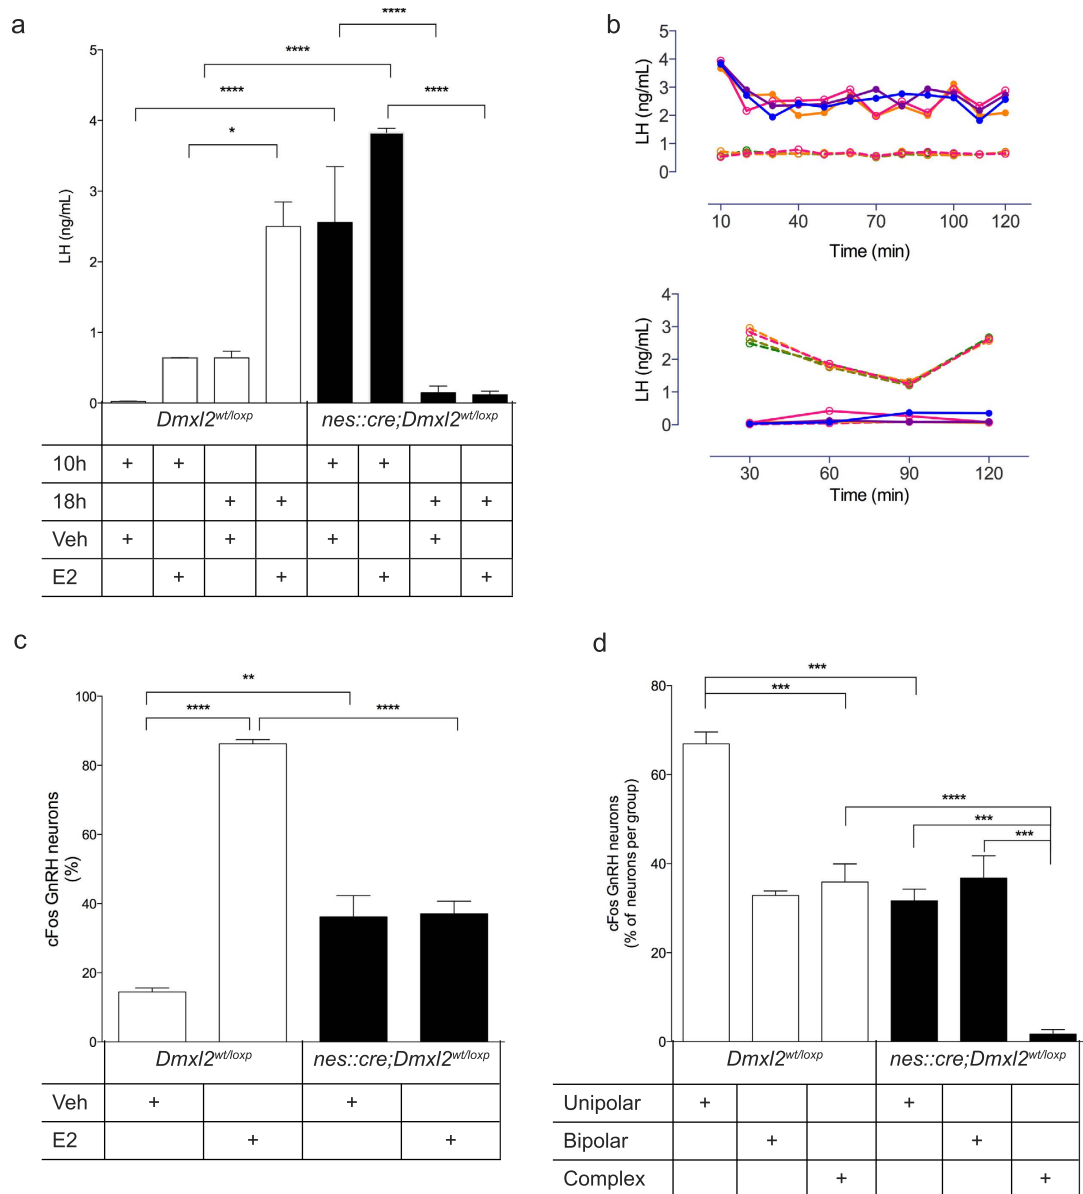 a
****
****
****
****
*
5
4
3
2
1
0
LH (ng/mL)
Dmxl2wt/loxp nes::cre;Dmxl2wt/loxp
10h + + + +
18h + + + +
Veh + + + +
E2 + + + +
b
5
4
3
2
1
0
LH (ng/mL)
10 40 70 100 120
Time (min)
4
3
2
1
0
LH (ng/mL)
30 60 90 120
Time (min)
c
**
**** ****
100
80
60
40
20
0
cFos GnRH neurons
(%)
Dmxl2wt/loxp nes::cre;Dmxl2wt/loxp
Veh + +
E2 + +
d
***
***
****
***
***
80
60
40
20
0
cFos GnRH neurons
(% of neurons per group)
Dmxl2wt/loxp nes::cre;Dmxl2wt/loxp
Unipolar + +
Bipolar + +
Complex + +